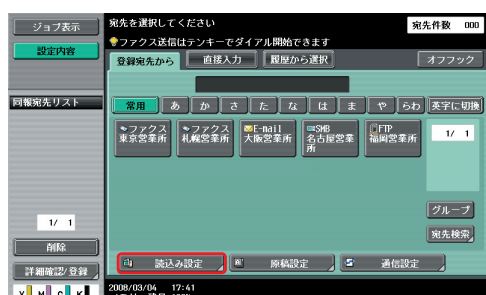 ジョブ表示
設定内容
同報宛先リスト
1/ 1
削除
詳細確認/登録
Y M C K
宛先を選択してください
宛先件数 000
ファクス送信はテンキーでダイアル開始できます
登録宛先から 直接入力 履歴から選択 オフフック
常用 あ か さ た な は ま や らわ 英字に切換
ファクス ファクス E-mail SMB FTP 1/ 1
東京営業所 札幌営業所 大阪営業所 名古屋営業 福岡営業所
所
グループ
宛先検索
読込み設定 原稿設定 通信設定
2008/03/04 17:41